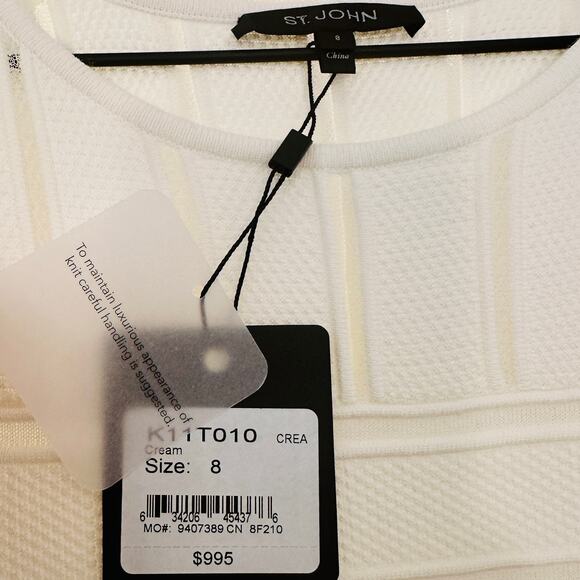 ST. JOHN
8
China
To maintain luxurious appearance of
knit careful handling is suggested.
K11T010 CREA
Cream
Size: 8
6 34206 45437 6
MO#: 9407389 CN 8F210
$995